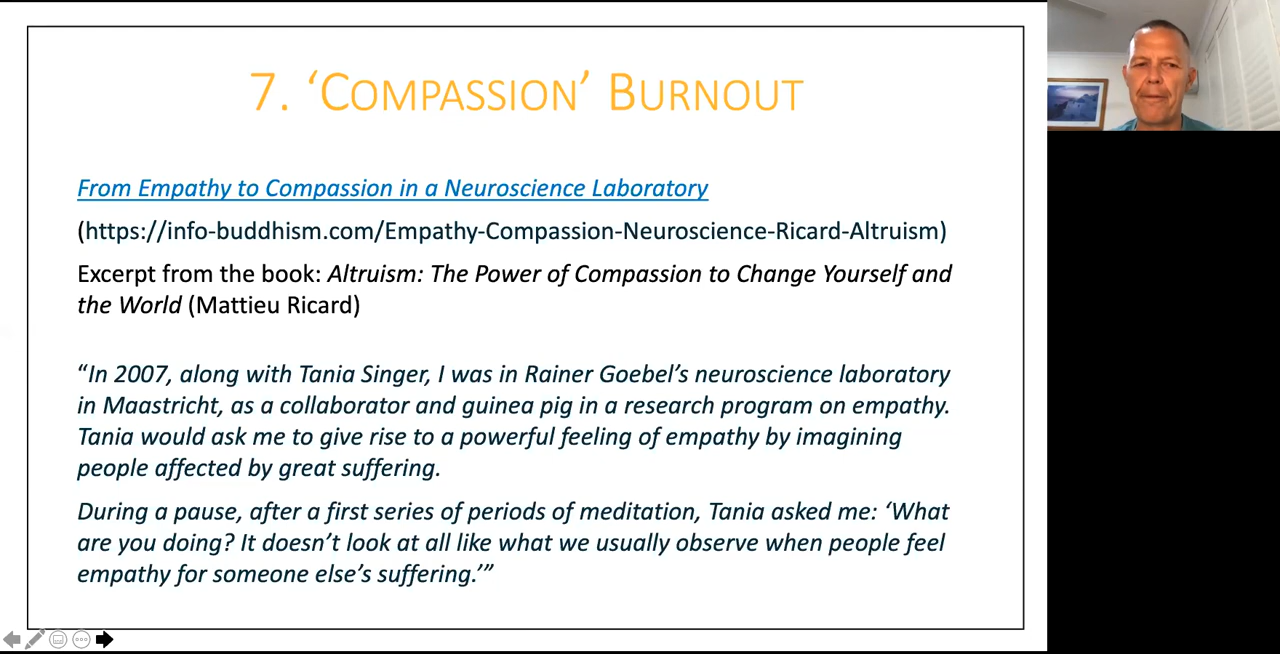 7. ‘Compassion’ Burnout
From Empathy to Compassion in a Neuroscience Laboratory
(https://info-buddhism.com/Empathy-Compassion-Neuroscience-Ricard-Altruism)
Excerpt from the book: Altruism: The Power of Compassion to Change Yourself and
the World (Mattieu Ricard)
“In 2007, along with Tania Singer, I was in Rainer Goebel’s neuroscience laboratory
in Maastricht, as a collaborator and guinea pig in a research program on empathy.
Tania would ask me to give rise to a powerful feeling of empathy by imagining
people affected by great suffering.
During a pause, after a first series of periods of meditation, Tania asked me: ‘What
are you doing? It doesn’t look at all like what we usually observe when people feel
empathy for someone else’s suffering.’”